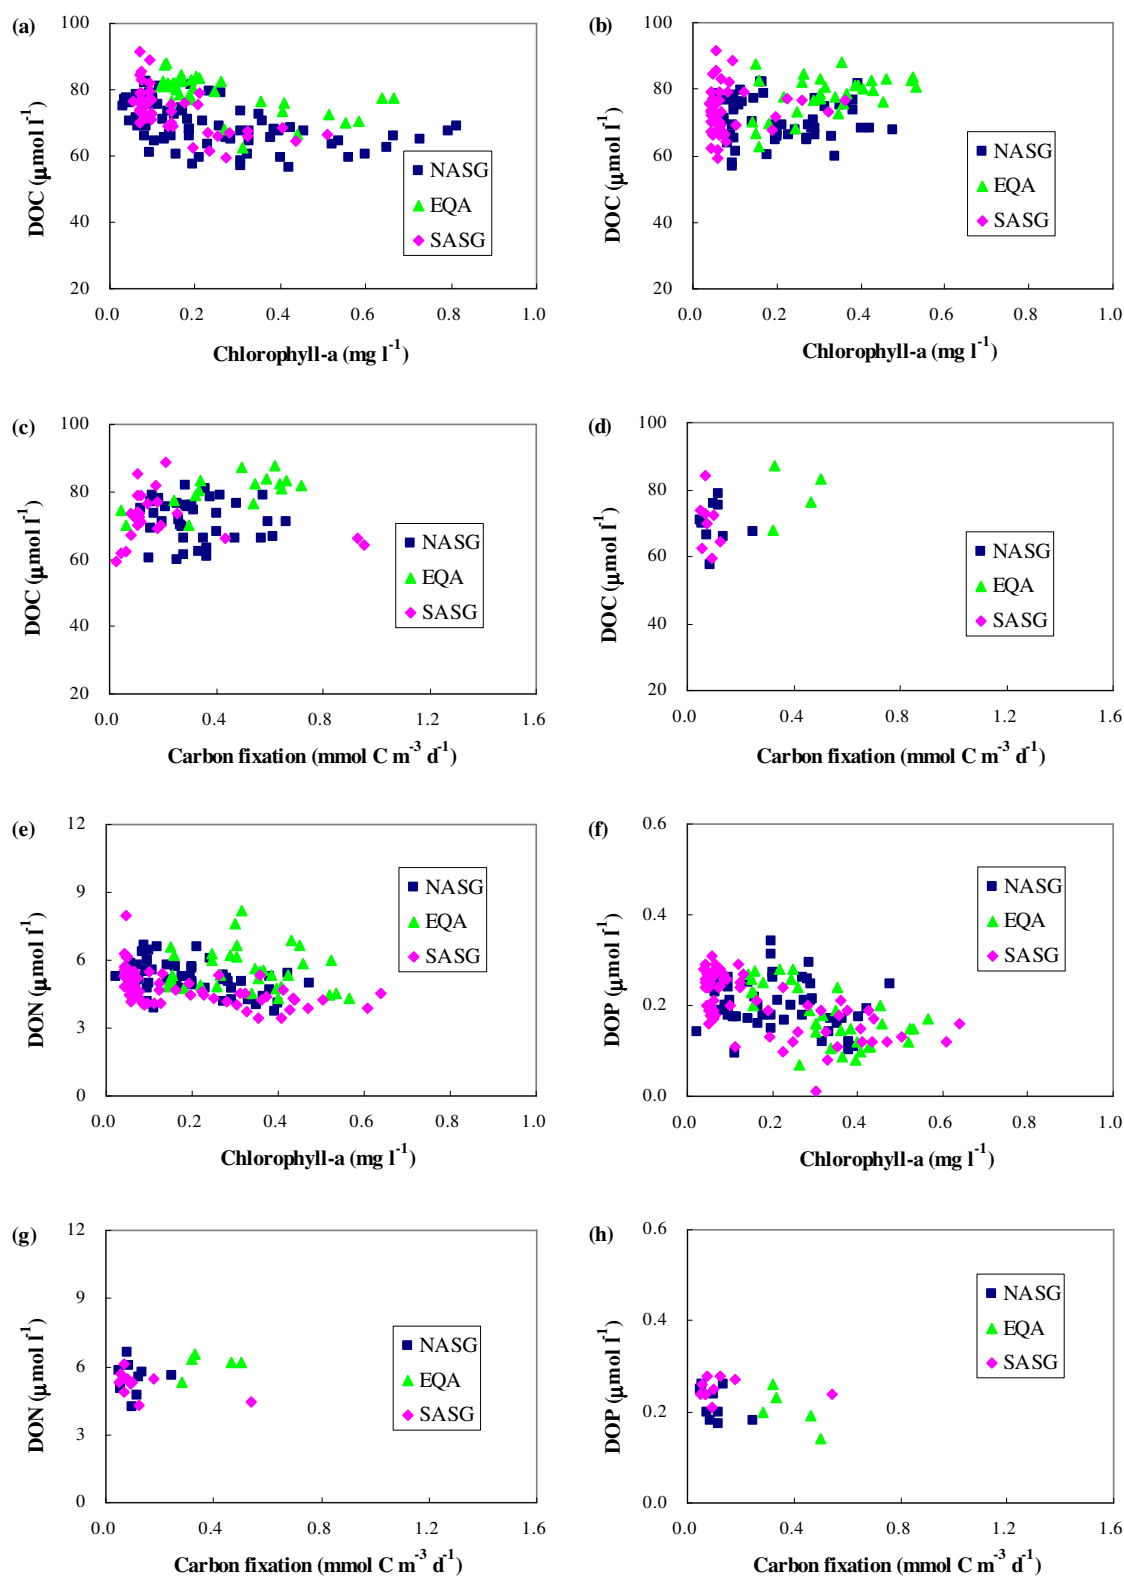 (a)
100
80
60
40
20
DOC (µmol l-1)
NASG
EQA
SASG
0.0 0.2 0.4 0.6 0.8 1.0
Chlorophyll-a (mg l-1)
(b)
100
80
60
40
20
DOC (µmol l-1)
NASG
EQA
SASG
0.0 0.2 0.4 0.6 0.8 1.0
Chlorophyll-a (mg l-1)
(c)
100
80
60
40
20
DOC (µmol l-1)
NASG
EQA
SASG
0.0 0.4 0.8 1.2 1.6
Carbon fixation (mmol C m-3 d-1)
(d)
100
80
60
40
20
DOC (µmol l-1)
NASG
EQA
SASG
0.0 0.4 0.8 1.2 1.6
Carbon fixation (mmol C m-3 d-1)
(e)
12
9
6
3
0
DON (µmol l-1)
NASG
EQA
SASG
0.0 0.2 0.4 0.6 0.8 1.0
Chlorophyll-a (mg l-1)
(f)
0.6
0.4
0.2
0.0
DOP (µmol l-1)
NASG
EQA
SASG
0.0 0.2 0.4 0.6 0.8 1.0
Chlorophyll-a (mg l-1)
(g)
12
9
6
3
0
DON (µmol l-1)
NASG
EQA
SASG
0.0 0.4 0.8 1.2 1.6
Carbon fixation (mmol C m-3 d-1)
(h)
0.6
0.4
0.2
0.0
DOP (µmol l-1)
NASG
EQA
SASG
0.0 0.4 0.8 1.2 1.6
Carbon fixation (mmol C m-3 d-1)